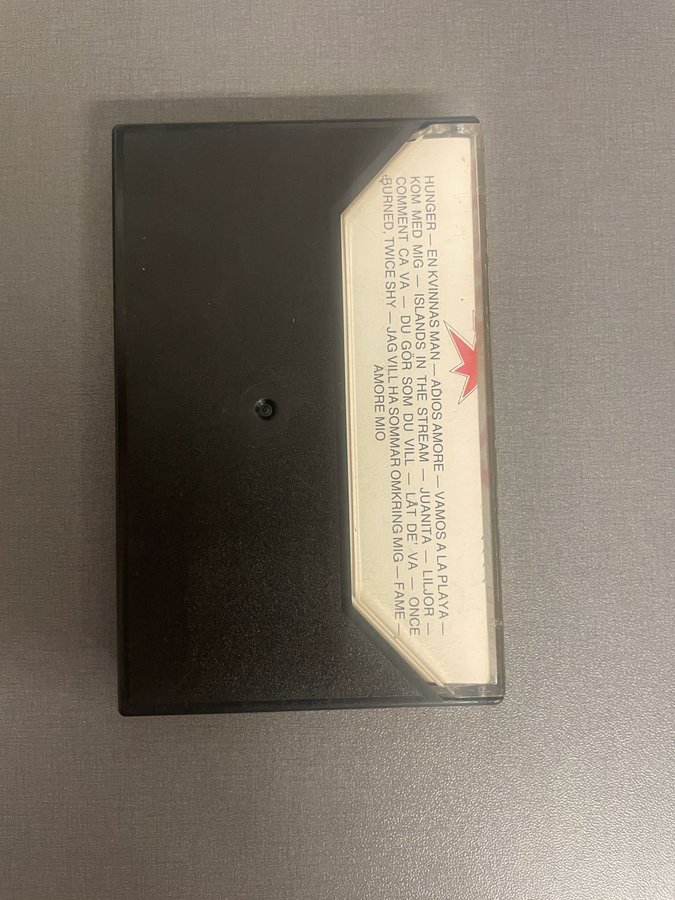 HUNGER — EN KVINNAS MAN — ADIOS AMORE — VAMOS A LA PLAYA —
KOM MED MIG — ISLANDS IN THE STREAM — JUANITA — LILJOR —
COMMENT ÇA VA — DU GÖR SOM DU VILL — LÅT DE' VA — ONCE
BURNED, TWICE SHY — JAG VILL HA SOMMAR OMKRING MIG — FAME —
AMORE MIO